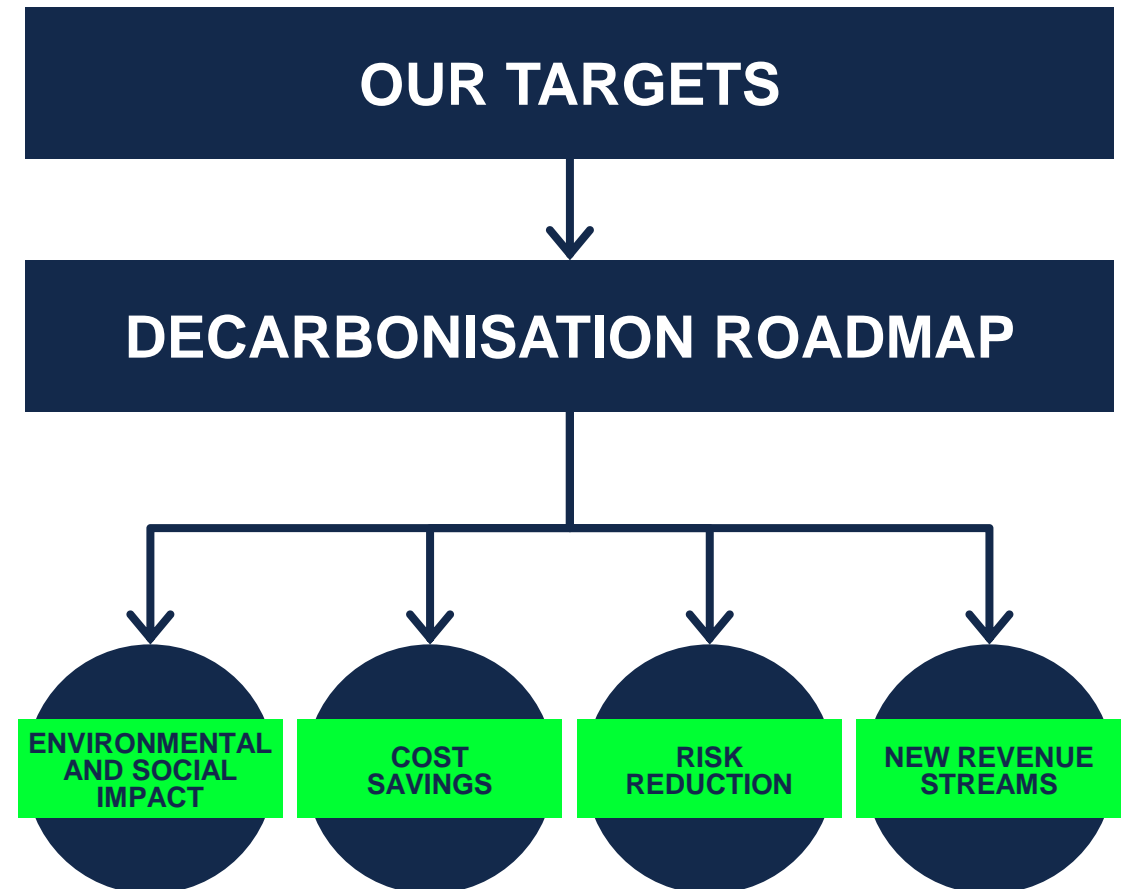 OUR TARGETS
DECARBONISATION ROADMAP
ENVIRONMENTAL
AND SOCIAL
IMPACT
COST
SAVINGS
RISK
REDUCTION
NEW REVENUE
STREAMS